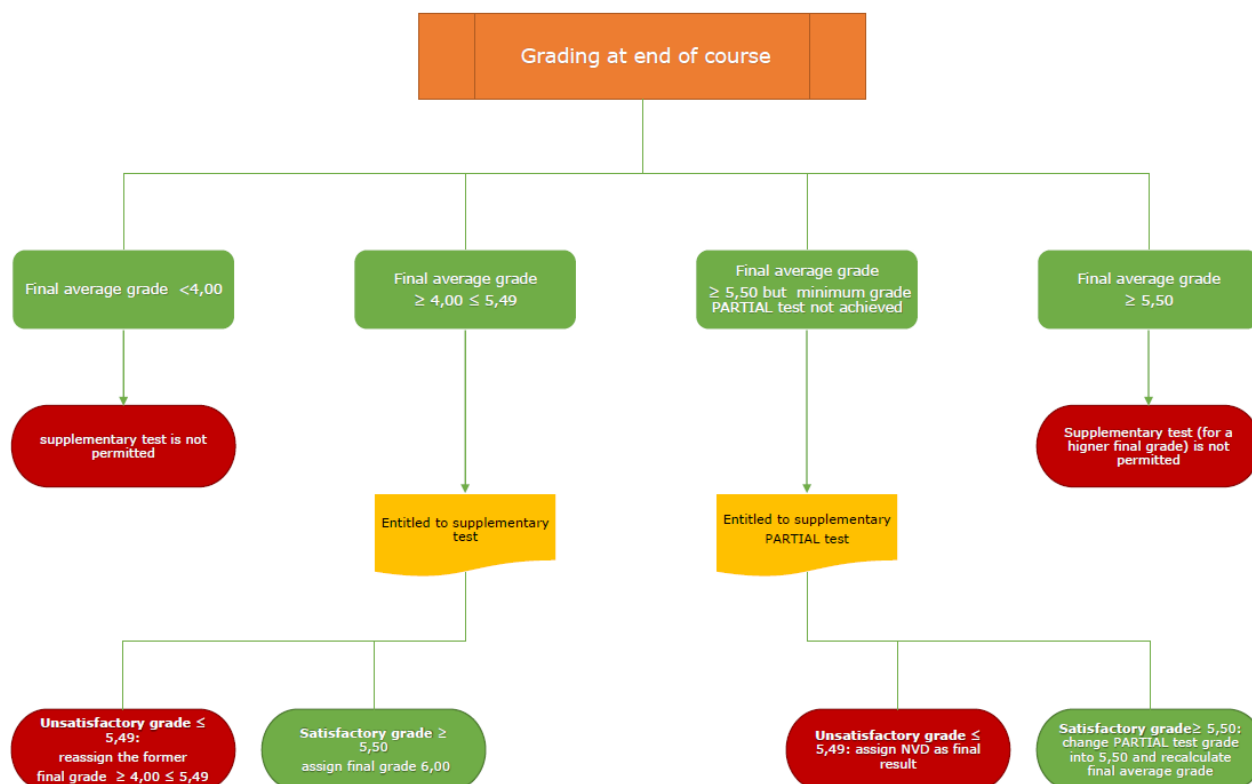 Grading at end of course
Final average grade <4,00
Final average grade
≥ 4,00 ≤ 5,49
Final average grade
≥ 5,50 but minimum grade
PARTIAL test not achieved
Final average grade
≥ 5,50
supplementary test is not
permitted
Supplementary test (for a
higner final grade) is not
permitted
Entitled to supplementary
test
Entitled to supplementary
PARTIAL test
Unsatisfactory grade ≤
5,49:
reassign the former
final grade ≥ 4,00 ≤ 5,49
Satisfactory grade ≥
5,50
assign final grade 6,00
Unsatisfactory grade ≤
5,49: assign NVD as final
result
Satisfactory grade≥ 5,50:
change PARTIAL test grade
into 5,50 and recalculate
final average grade